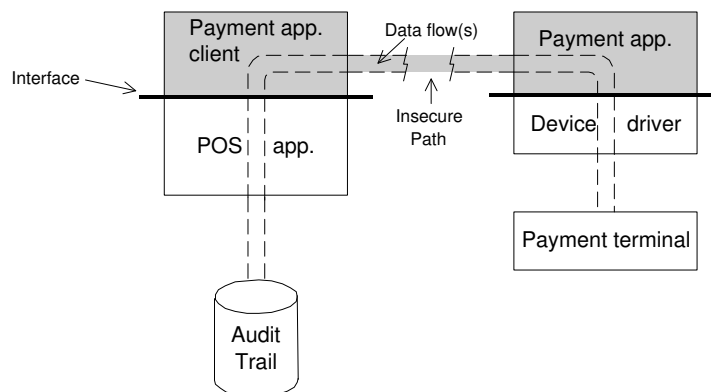 Payment app.
client
Data flow(s)
Payment app.
Interface
Insecure
Path
POS app.
Device driver
Payment terminal
Audit
Trail